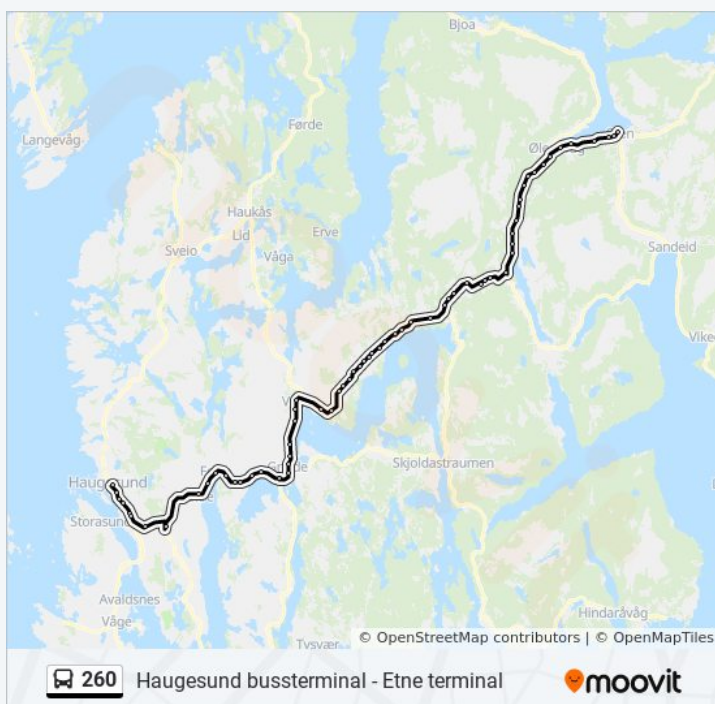 Bjoa
Langevåg
Førde
Haukås
Lid
Erve
Sveio
Våga
Sandeid
Skjoldastraumen
Haugesund
Avaldsnes
Våge
Hindaråvåg
Tysvær
© OpenStreetMap contributors | © OpenMapTiles
260 Haugesund bussterminal - Etne terminal moovit